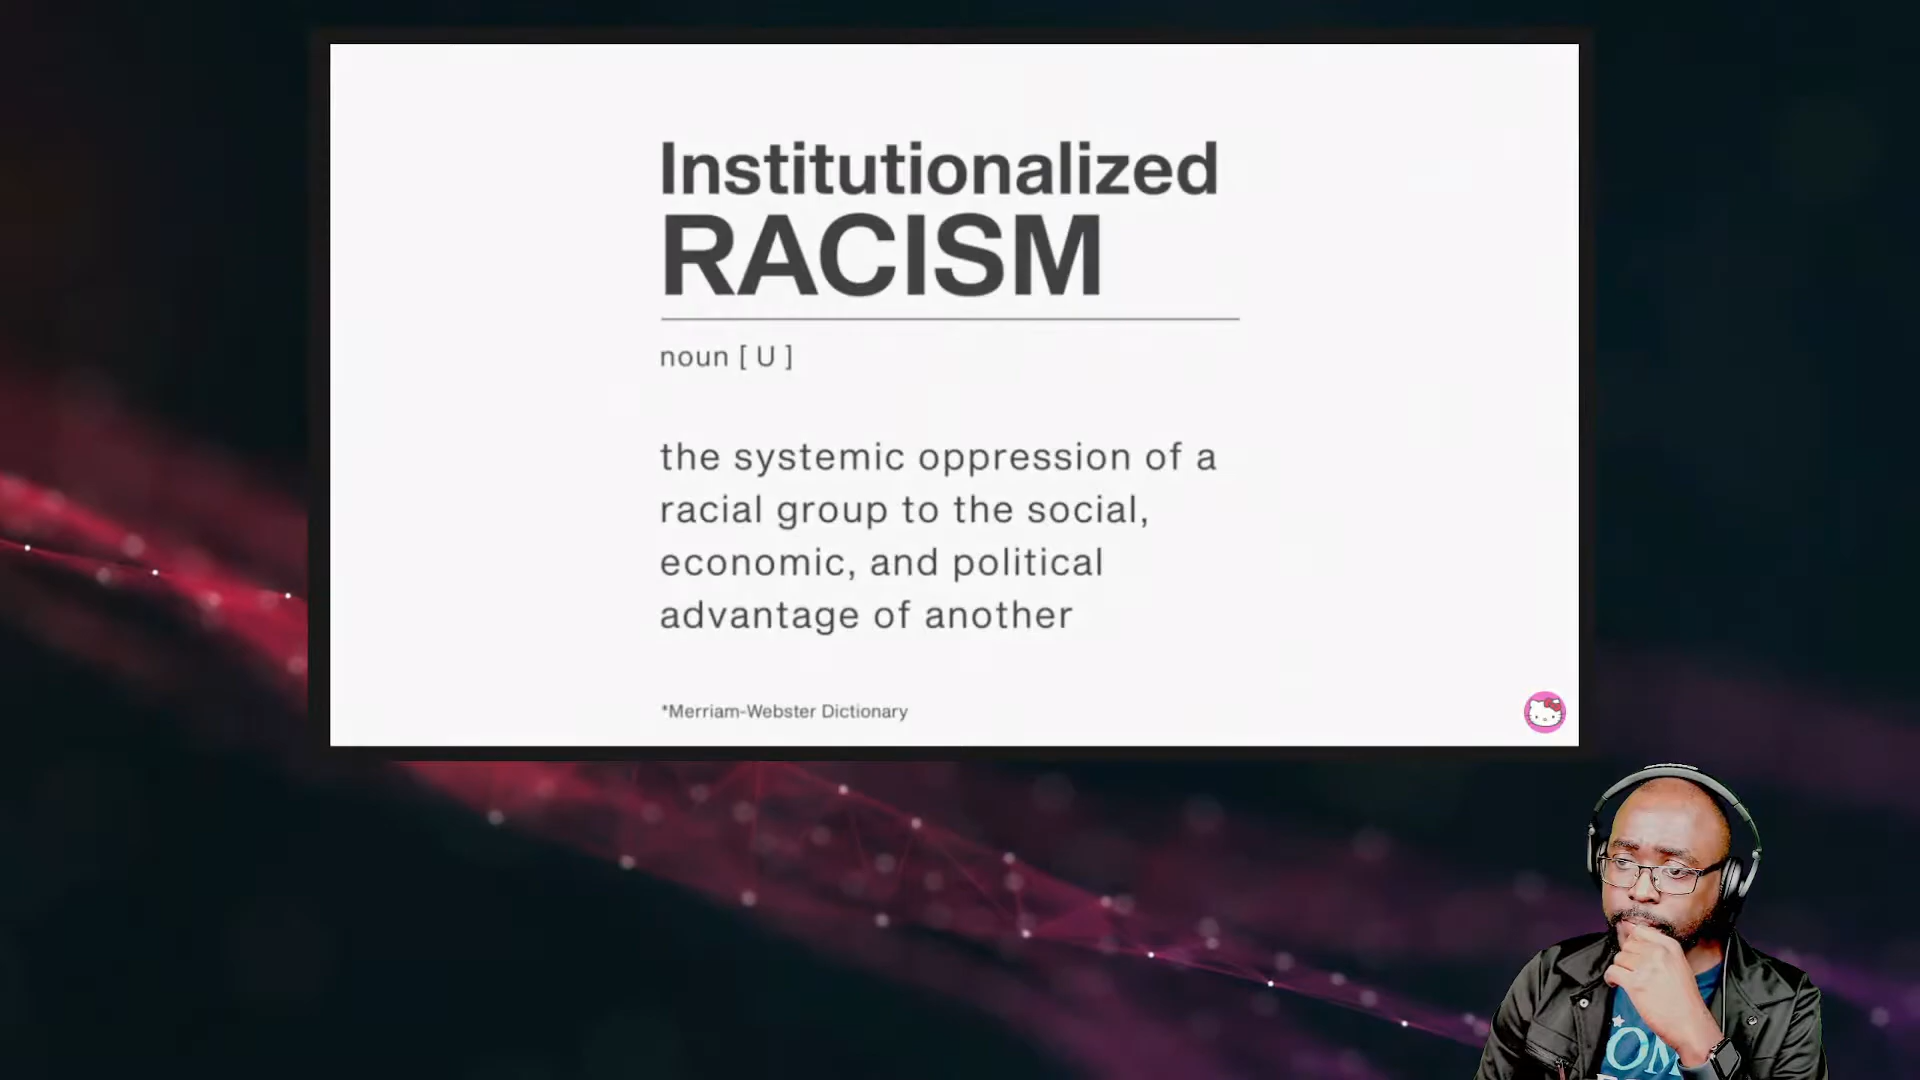 Institutionalized
RACISM
noun [ U ]
the systemic oppression of a
racial group to the social,
economic, and political
advantage of another
*Merriam-Webster Dictionary
OM